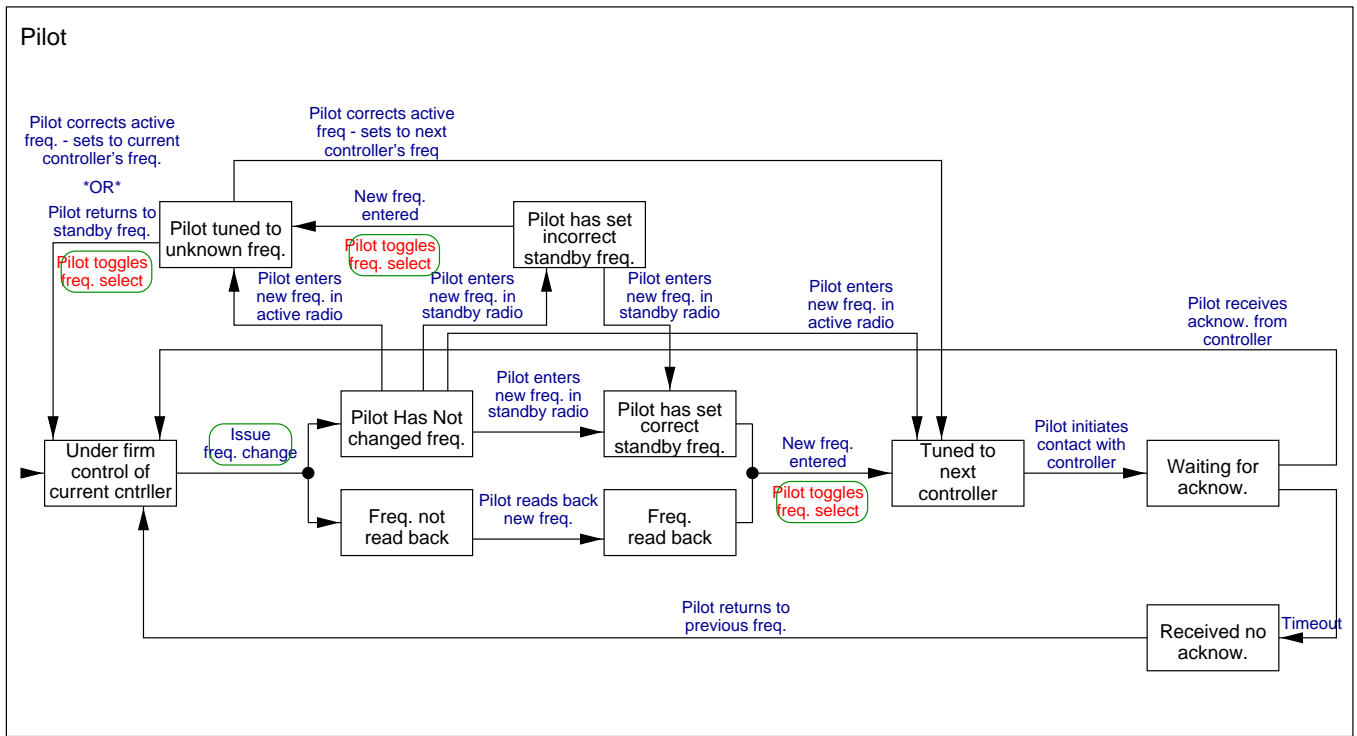 Pilot
Pilot corrects active
freq. - sets to current
controller's freq.
*OR*
Pilot returns to
standby freq.
Pilot toggles
freq. select
Pilot corrects active
freq - sets to next
controller's freq
Pilot tuned to
unknown freq.
New freq.
entered
Pilot toggles
freq. select
Pilot has set
incorrect
standby freq.
Pilot enters
new freq. in
active radio
Pilot enters
new freq. in
standby radio
Pilot enters
new freq. in
standby radio
Pilot enters
new freq. in
active radio
Pilot receives
acknow. from
controller
Under firm
control of
current cntrller
Issue
freq. change
Pilot Has Not
changed freq.
Pilot enters
new freq. in
standby radio
Pilot has set
correct
standby freq.
New freq.
entered
Pilot toggles
freq. select
Tuned to
next
controller
Pilot initiates
contact with
controller
Waiting for
acknow.
Freq. not
read back
Pilot reads back
new freq.
Freq.
read back
Pilot returns to
previous freq.
Received no
acknow.
Timeout